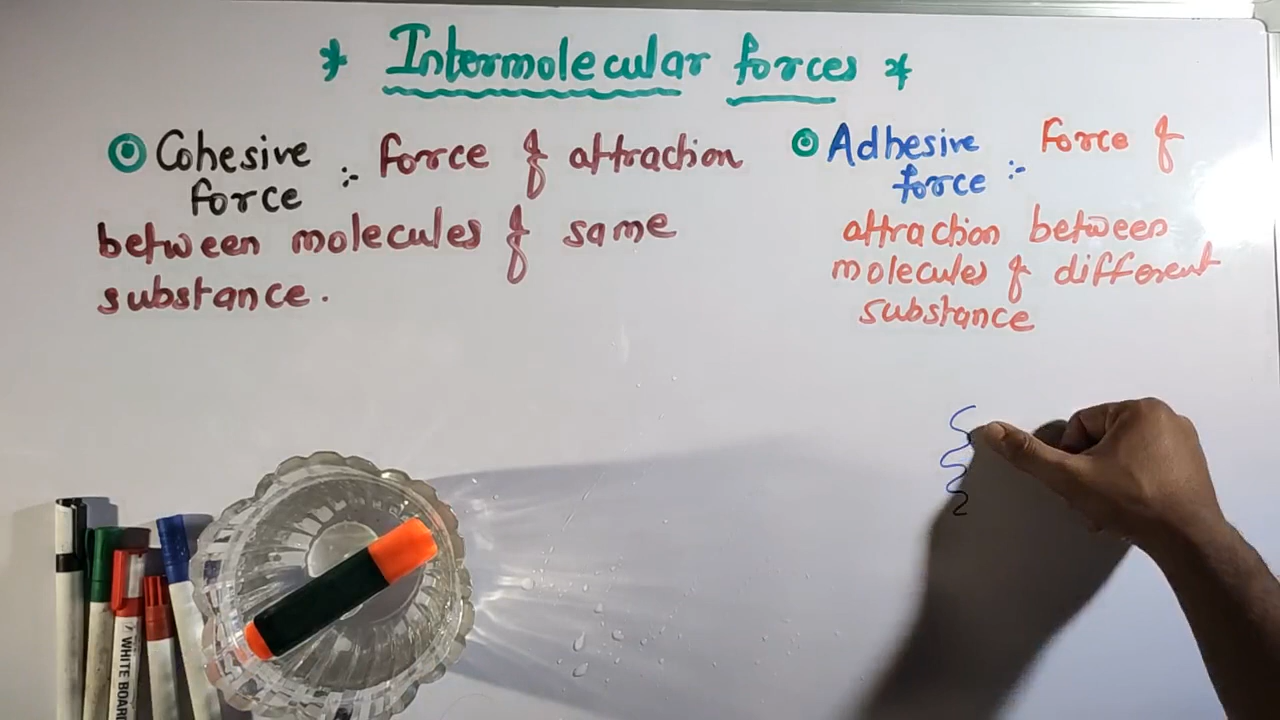 * Intermolecular forces *
Cohesive force :- force of attraction
between molecules of same
substance.
Adhesive force :- Force of
attraction between
molecules of different
substance
WHITE BOARD